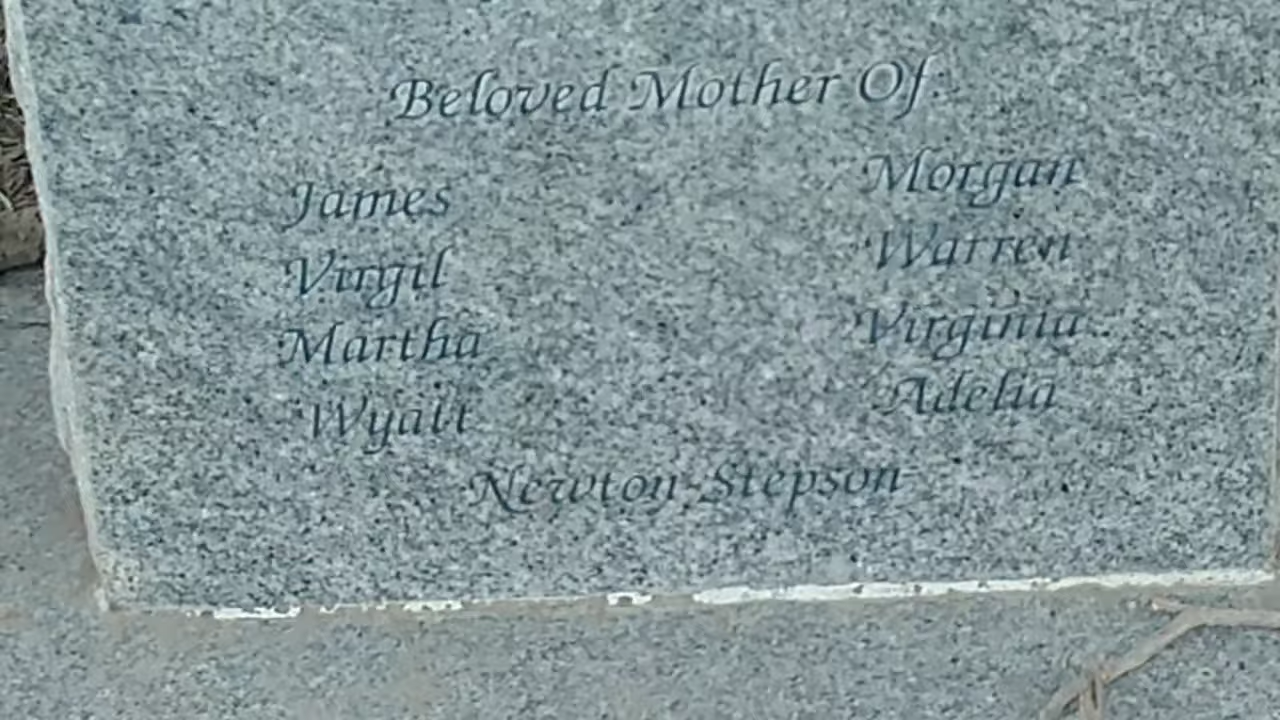 Beloved Mother Of:
James Morgan
Virgil Warren
Martha Virginia
Wyatt Adelia
Newton-Stepson